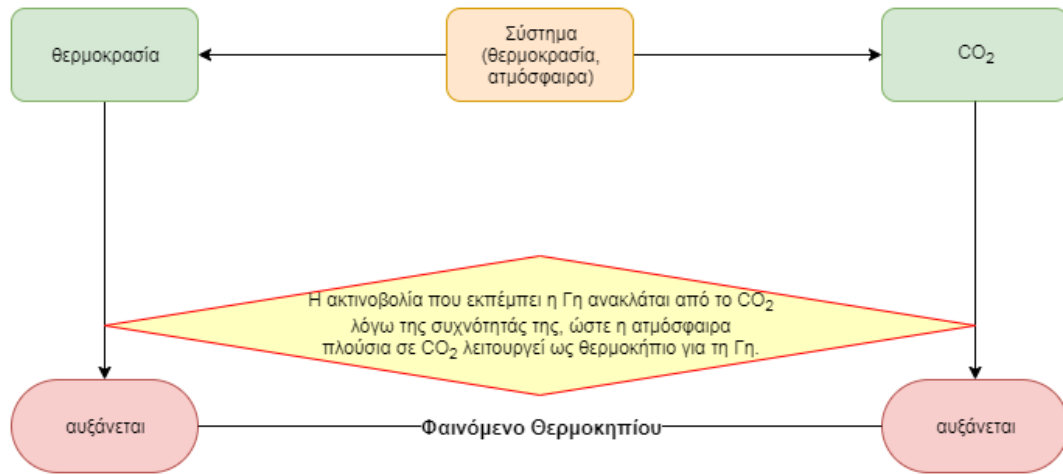 θερμοκρασία
Σύστημα
(θερμοκρασία,
ατμόσφαιρα)
CO₂
Η ακτινοβολία που εκπέμπει η Γη ανακλάται από το CO₂
λόγω της συχνότητάς της, ώστε η ατμόσφαιρα
πλούσια σε CO₂ λειτουργεί ως θερμοκήπιο για τη Γη.
αυξάνεται
Φαινόμενο Θερμοκηπίου
αυξάνεται